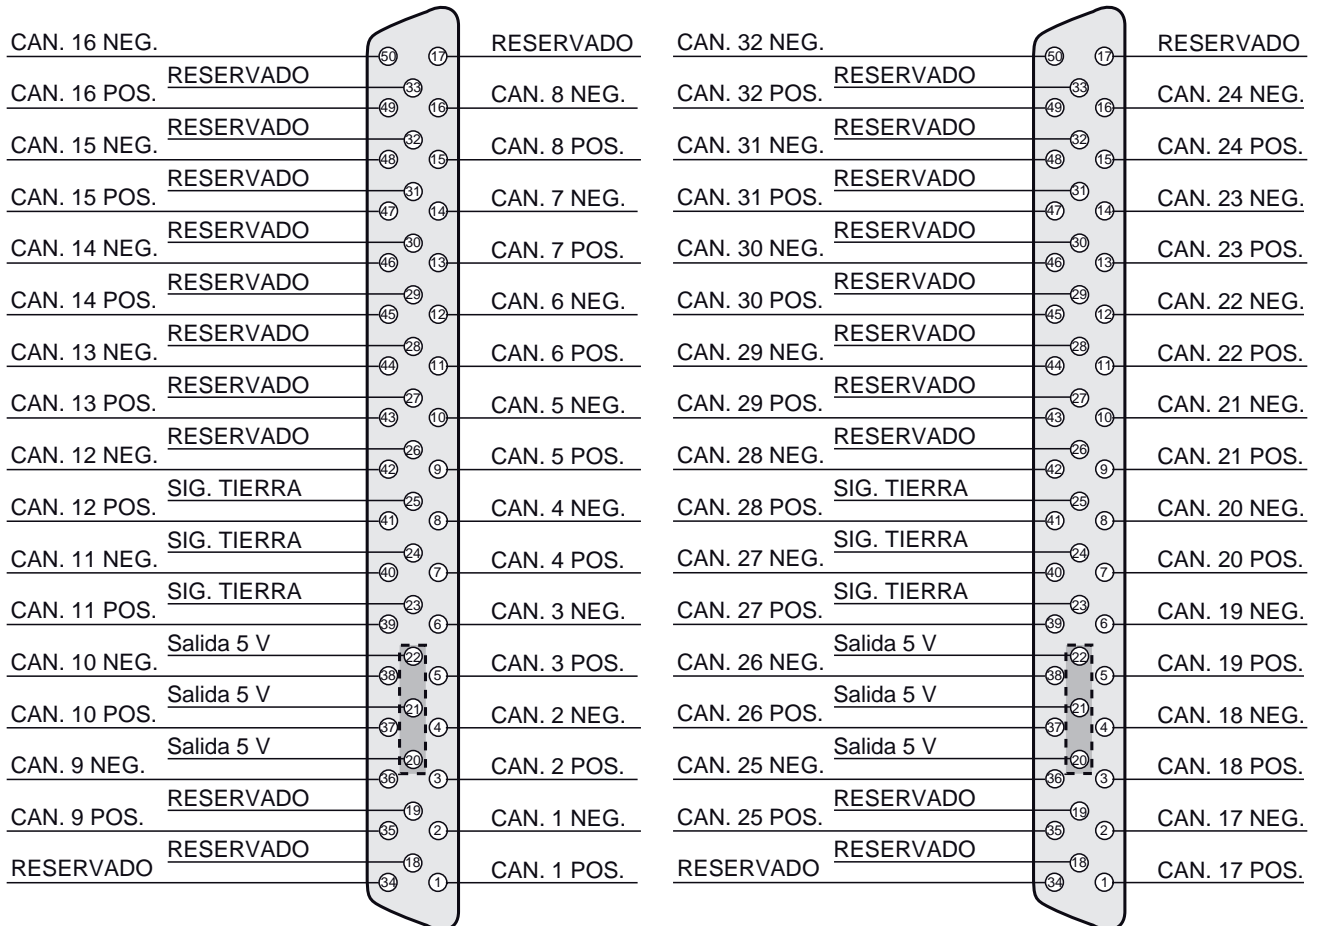 CAN. 16 NEG. 50 17 RESERVADO
RESERVADO 33
CAN. 16 POS. 49 16 CAN. 8 NEG.
RESERVADO 32
CAN. 15 NEG. 48 15 CAN. 8 POS.
RESERVADO 31
CAN. 15 POS. 47 14 CAN. 7 NEG.
RESERVADO 30
CAN. 14 NEG. 46 13 CAN. 7 POS.
RESERVADO 29
CAN. 14 POS. 45 12 CAN. 6 NEG.
RESERVADO 28
CAN. 13 NEG. 44 11 CAN. 6 POS.
RESERVADO 27
CAN. 13 POS. 43 10 CAN. 5 NEG.
RESERVADO 26
CAN. 12 NEG. 42 9 CAN. 5 POS.
SIG. TIERRA 25
CAN. 12 POS. 41 8 CAN. 4 NEG.
SIG. TIERRA 24
CAN. 11 NEG. 40 7 CAN. 4 POS.
SIG. TIERRA 23
CAN. 11 POS. 39 6 CAN. 3 NEG.
Salida 5 V 22
CAN. 10 NEG. 38 5 CAN. 3 POS.
Salida 5 V 21
CAN. 10 POS. 37 4 CAN. 2 NEG.
Salida 5 V 20
CAN. 9 NEG. 36 3 CAN. 2 POS.
RESERVADO 19
CAN. 9 POS. 35 2 CAN. 1 NEG.
RESERVADO 18
RESERVADO 34 1 CAN. 1 POS.
CAN. 32 NEG. 50 17 RESERVADO
RESERVADO 33
CAN. 32 POS. 49 16 CAN. 24 NEG.
RESERVADO 32
CAN. 31 NEG. 48 15 CAN. 24 POS.
RESERVADO 31
CAN. 31 POS. 47 14 CAN. 23 NEG.
RESERVADO 30
CAN. 30 NEG. 46 13 CAN. 23 POS.
RESERVADO 29
CAN. 30 POS. 45 12 CAN. 22 NEG.
RESERVADO 28
CAN. 29 NEG. 44 11 CAN. 22 POS.
RESERVADO 27
CAN. 29 POS. 43 10 CAN. 21 NEG.
RESERVADO 26
CAN. 28 NEG. 42 9 CAN. 21 POS.
SIG. TIERRA 25
CAN. 28 POS. 41 8 CAN. 20 NEG.
SIG. TIERRA 24
CAN. 27 NEG. 40 7 CAN. 20 POS.
SIG. TIERRA 23
CAN. 27 POS. 39 6 CAN. 19 NEG.
Salida 5 V 22
CAN. 26 NEG. 38 5 CAN. 19 POS.
Salida 5 V 21
CAN. 26 POS. 37 4 CAN. 18 NEG.
Salida 5 V 20
CAN. 25 NEG. 36 3 CAN. 18 POS.
RESERVADO 19
CAN. 25 POS. 35 2 CAN. 17 NEG.
RESERVADO 18
RESERVADO 34 1 CAN. 17 POS.